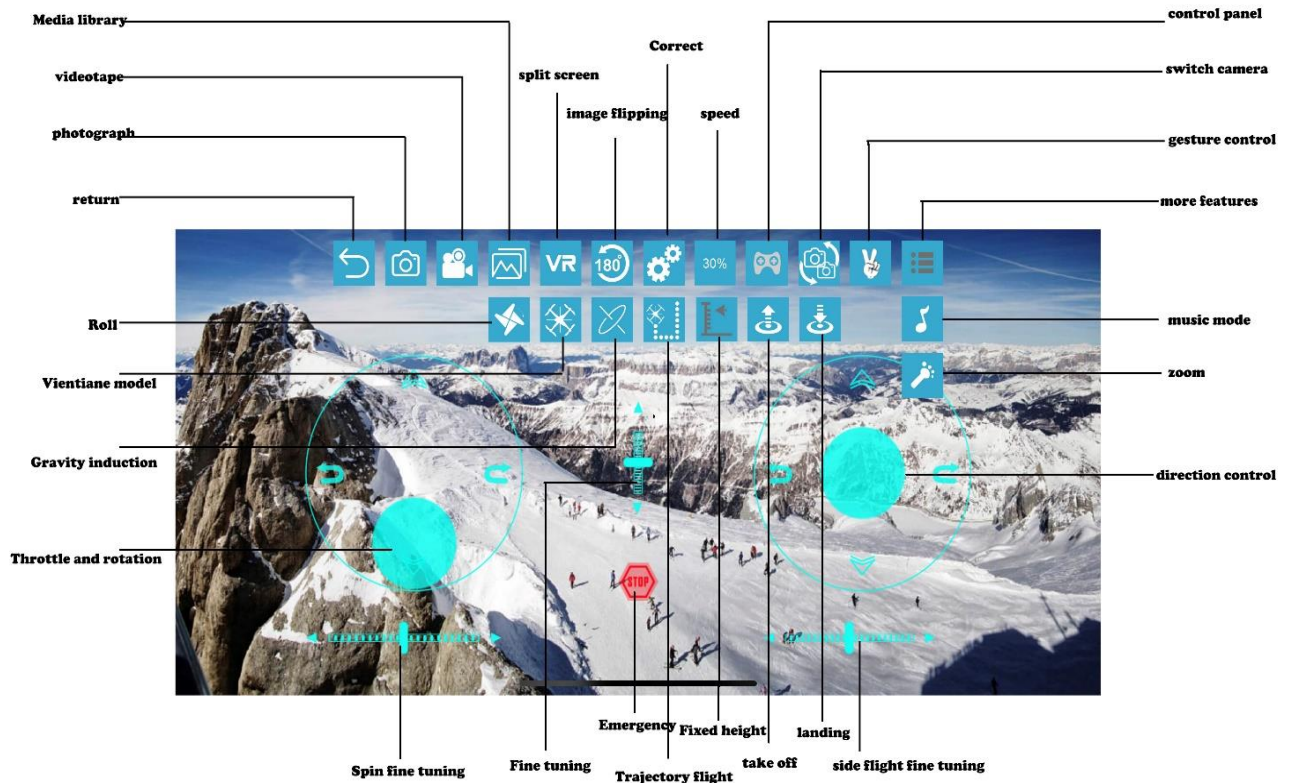 Media library
control panel
Correct
videotape
split screen
switch camera
image flipping
speed
photograph
gesture control
return
more features
VR
180°
30%
Roll
music mode
Vientiane model
zoom
Gravity induction
direction control
Throttle and rotation
STOP
Emergency
Fixed height
landing
Spin fine tuning
Fine tuning
Trajectory flight
take off
side flight fine tuning